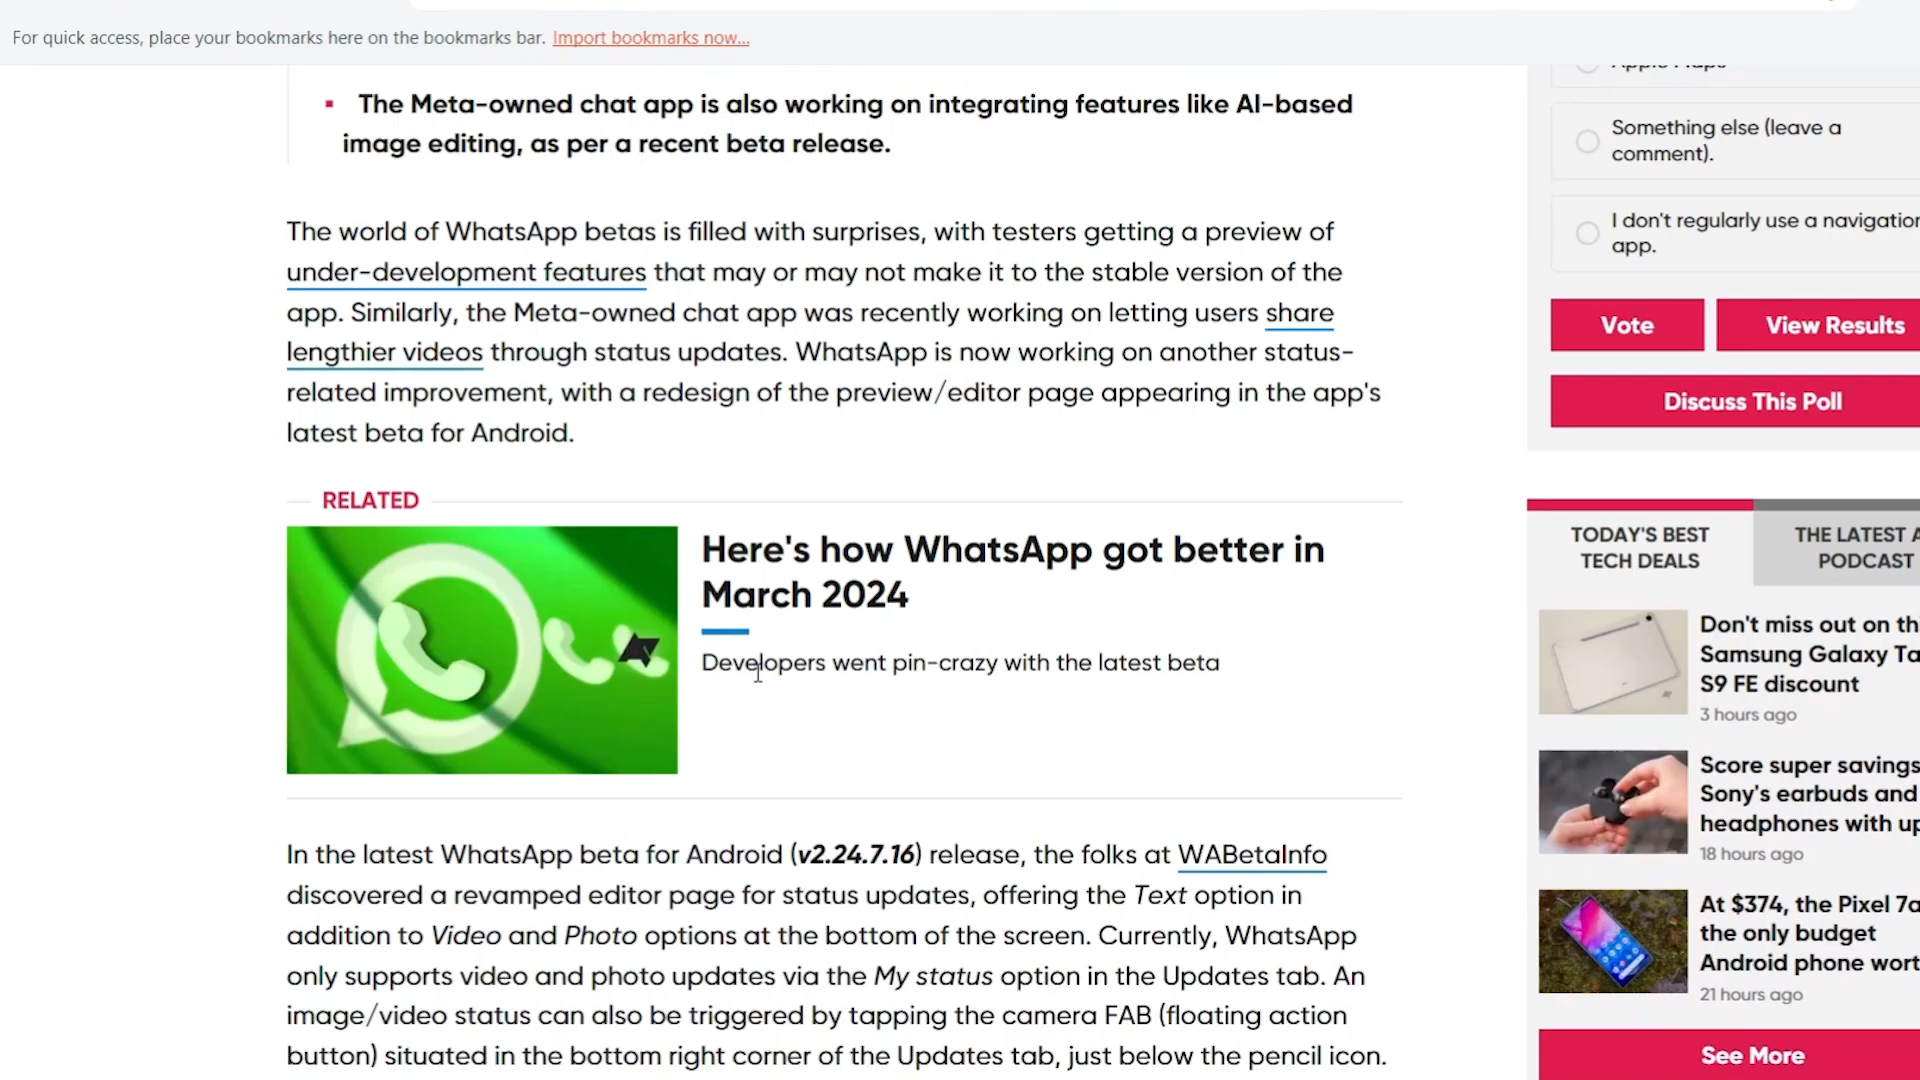 For quick access, place your bookmarks here on the bookmarks bar. Import bookmarks now...
▪ The Meta-owned chat app is also working on integrating features like AI-based
image editing, as per a recent beta release.
The world of WhatsApp betas is filled with surprises, with testers getting a preview of
under-development features that may or may not make it to the stable version of the
app. Similarly, the Meta-owned chat app was recently working on letting users share
lengthier videos through status updates. WhatsApp is now working on another status-
related improvement, with a redesign of the preview/editor page appearing in the app's
latest beta for Android.
RELATED
Here's how WhatsApp got better in
March 2024
Developers went pin-crazy with the latest beta
In the latest WhatsApp beta for Android (v2.24.7.16) release, the folks at WABetaInfo
discovered a revamped editor page for status updates, offering the Text option in
addition to Video and Photo options at the bottom of the screen. Currently, WhatsApp
only supports video and photo updates via the My status option in the Updates tab. An
image/video status can also be triggered by tapping the camera FAB (floating action
button) situated in the bottom right corner of the Updates tab, just below the pencil icon.
Something else (leave a
comment).
I don't regularly use a navigation
app.
Vote
View Results
Discuss This Poll
TODAY'S BEST
TECH DEALS
THE LATEST
PODCAST
Don't miss out on
Samsung Galaxy
S9 FE discount
3 hours ago
Score super savings
Sony's earbuds and
headphones with
18 hours ago
At $374, the Pixel 7a
the only budget
Android phone
21 hours ago
See More